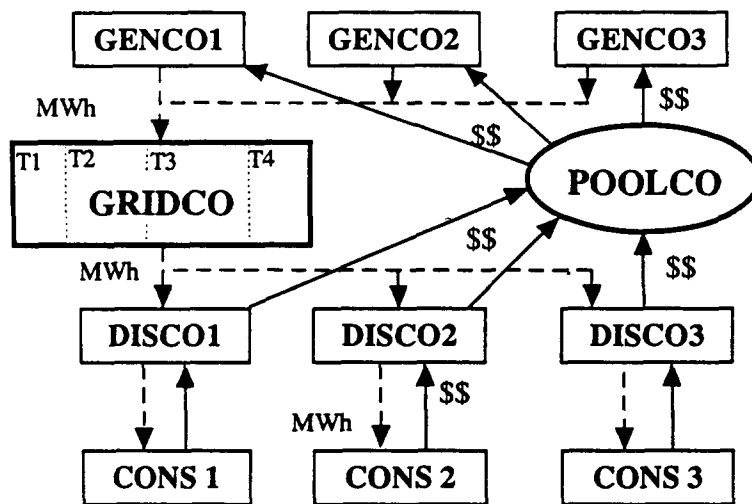 GENCO1 GENCO2 GENCO3
MWh $$ $$
T1 T2 T3 T4
GRIDCO POOLCO
MWh $$ $$
DISCO1 DISCO2 DISCO3
MWh $$
CONS 1 CONS 2 CONS 3